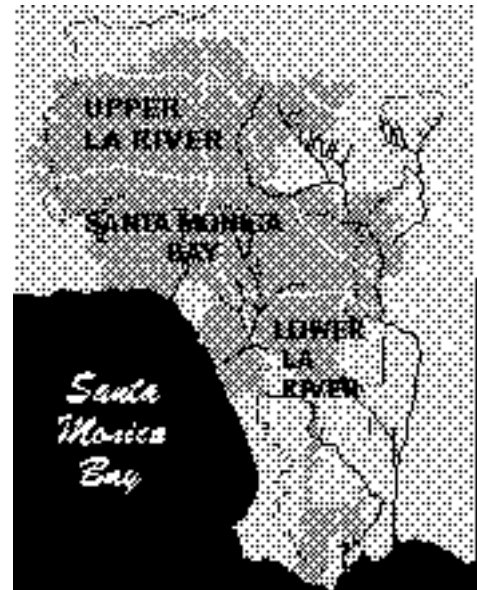 UPPER
LA RIVER
SANTA MONICA
BAY
LOWER
LA
RIVER
Santa
Monica
Bay